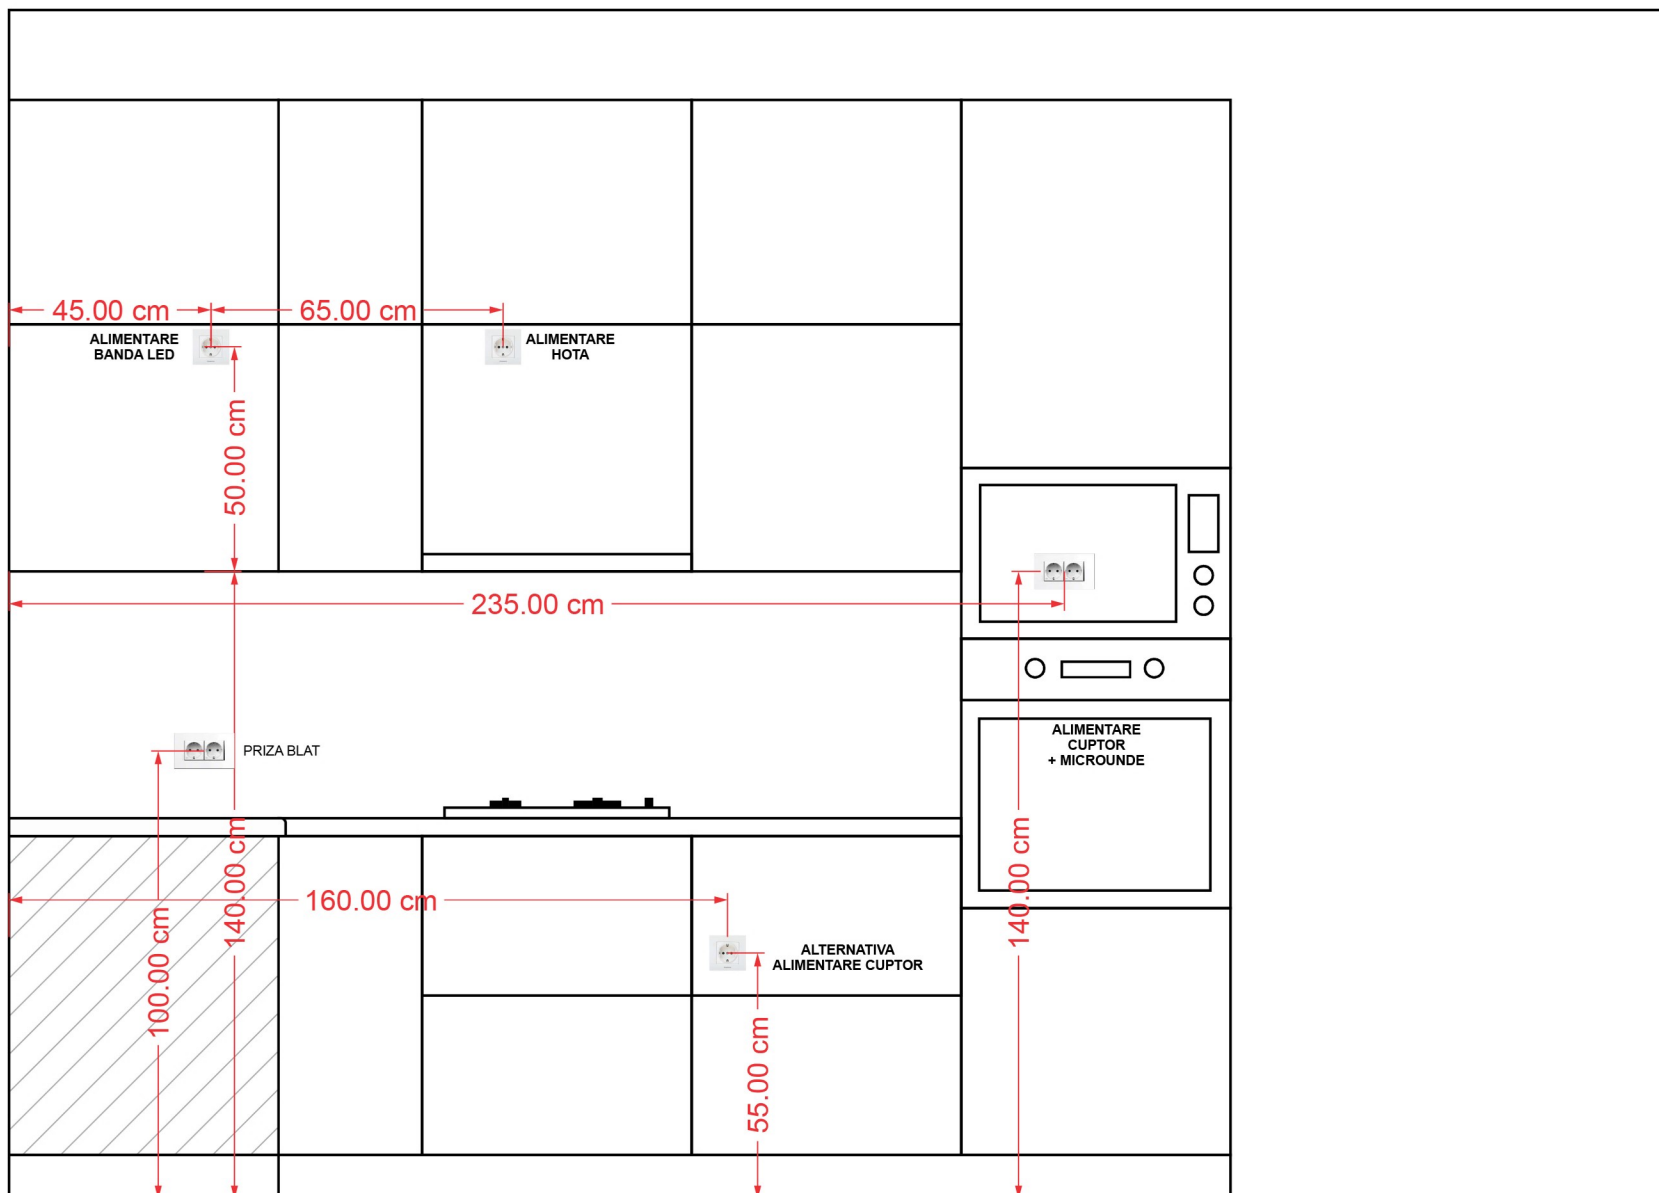 45.00 cm
65.00 cm
ALIMENTARE
BANDA LED
ALIMENTARE
HOTA
50.00 cm
235.00 cm
PRIZA BLAT
ALIMENTARE
CUPTOR
+ MICROUNDE
140.00 cm
140.00 cm
160.00 cm
100.00 cm
ALTERNATIVA
ALIMENTARE CUPTOR
55.00 cm